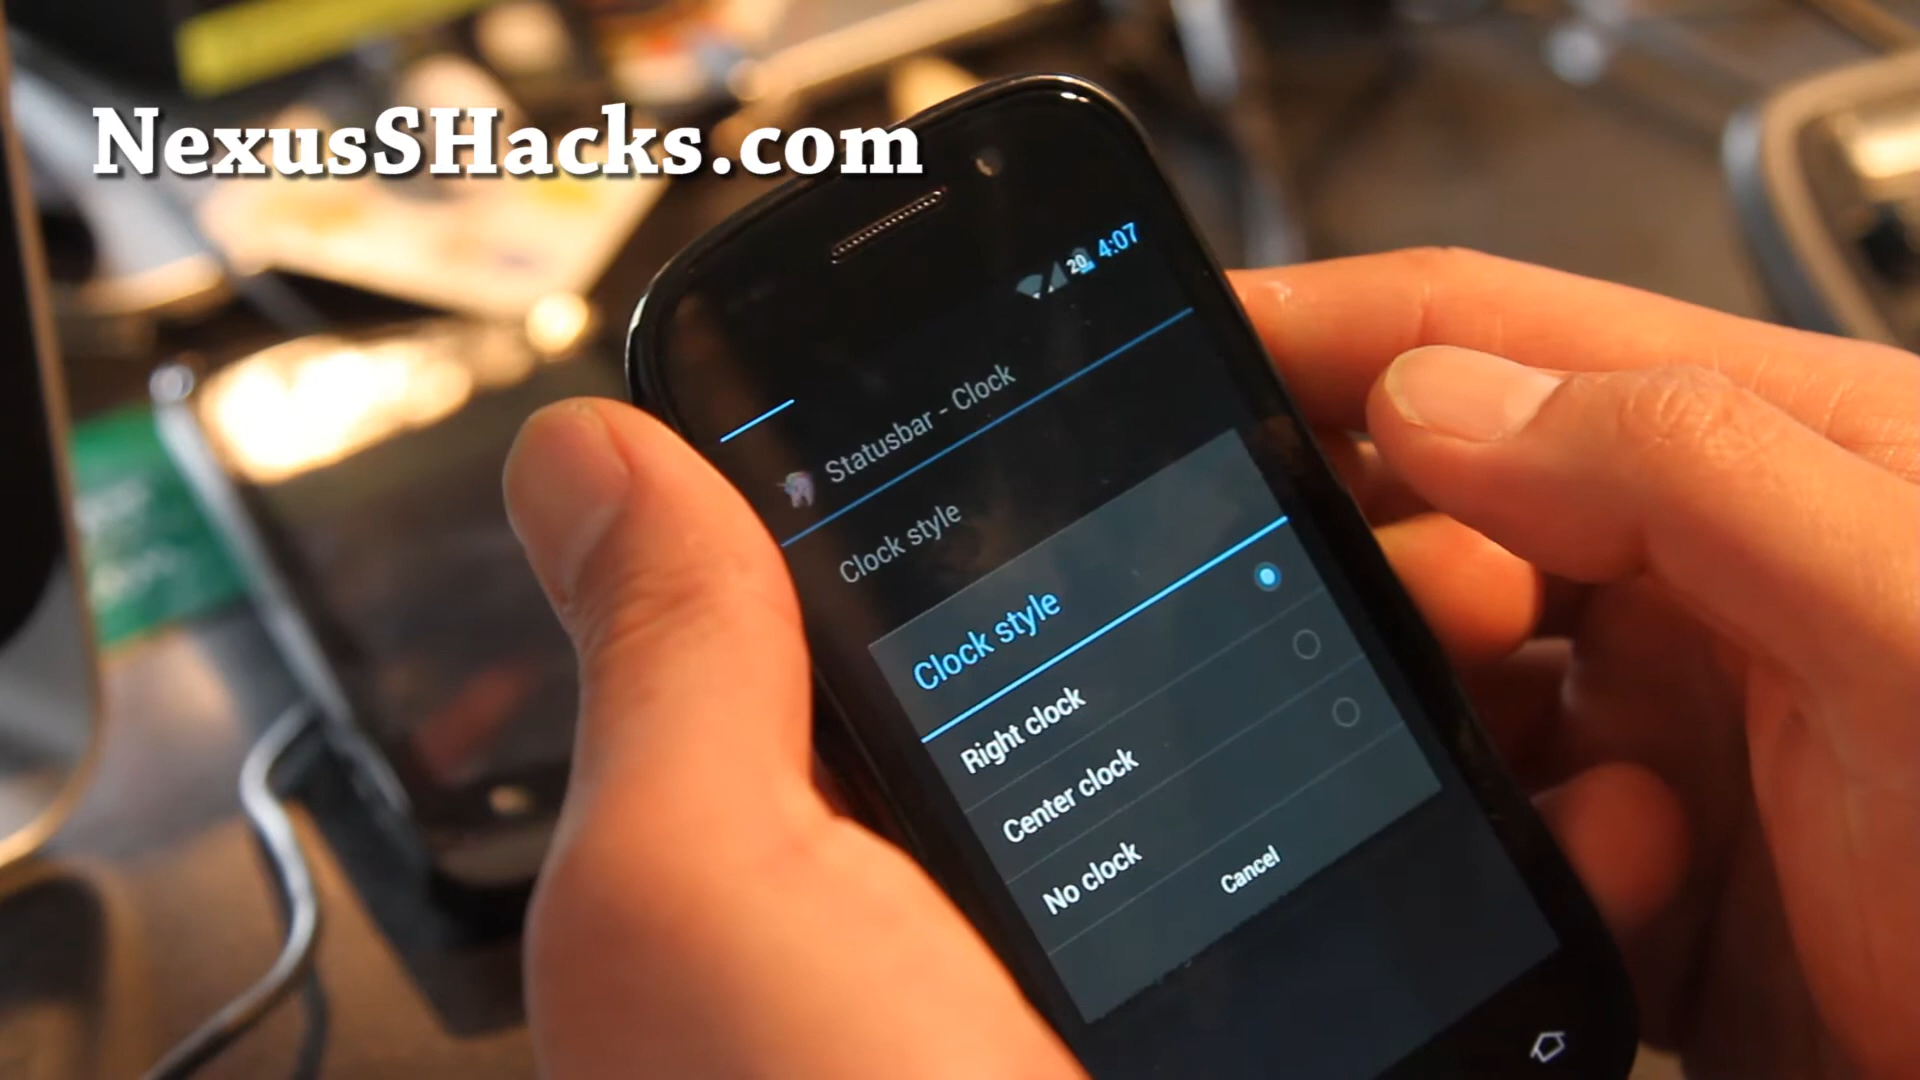 NexusSHacks.com
20 4:07
Statusbar - Clock
Clock style
Clock style
Right clock
Center clock
No clock
Cancel